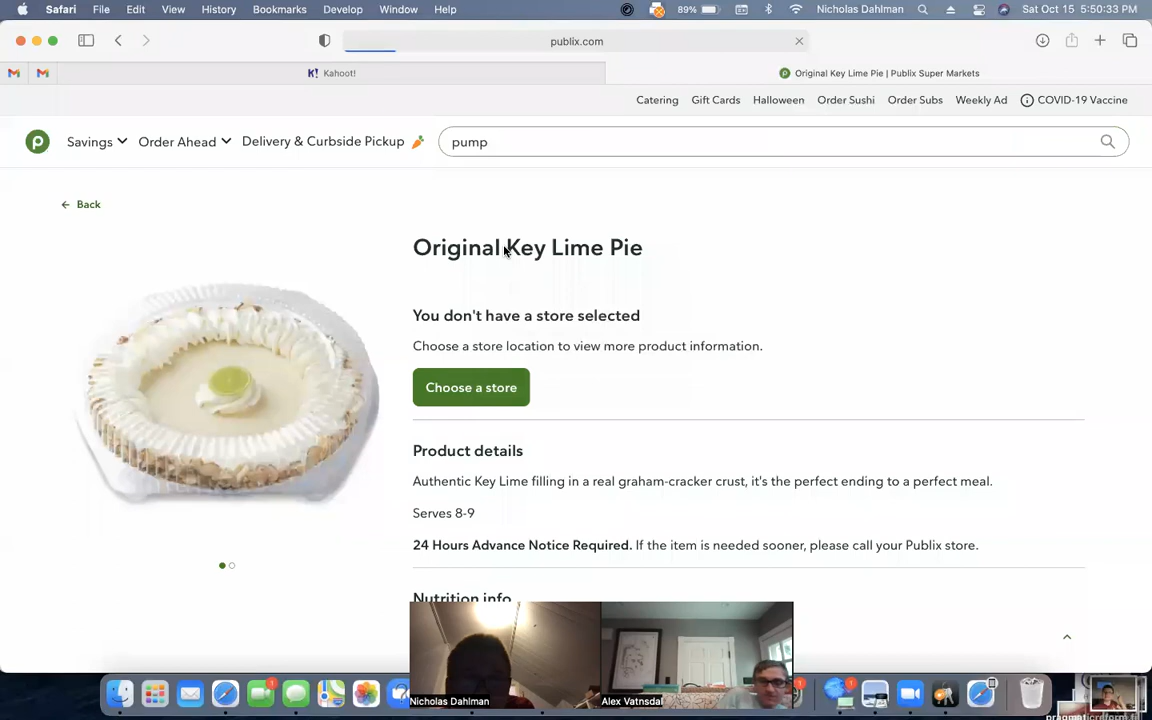 Safari File Edit View History Bookmarks Develop Window Help 89% Nicholas Dahlman Sat Oct 15 5:50:33 PM
publix.com
Kahoot! Original Key Lime Pie | Publix Super Markets
Catering Gift Cards Halloween Order Sushi Order Subs Weekly Ad COVID-19 Vaccine
p Savings Order Ahead Delivery & Curbside Pickup pump
Back
Original Key Lime Pie
You don't have a store selected
Choose a store location to view more product information.
Choose a store
Product details
Authentic Key Lime filling in a real graham-cracker crust, it's the perfect ending to a perfect meal.
Serves 8-9
24 Hours Advance Notice Required. If the item is needed sooner, please call your Publix store.
Nutrition info
Nicholas Dahlman Alex Vatnsdal